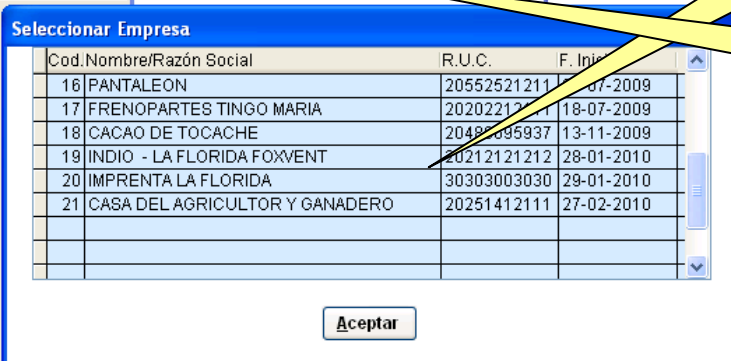 Seleccionar Empresa
Cod. Nombre/Razón Social R.U.C. F.
16 PANTALEON 20552521211 -07-2009
17 FRENOPARTES TINGO MARIA 18-07-2009
18 CACAO DE TOCACHE 13-11-2009
19 INDIO - LA FLORIDA FOXVENT 20212121212 28-01-2010
20 IMPRENTA LA FLORIDA 30303003030 29-01-2010
21 CASA DEL AGRICULTOR Y GANADERO 20251412111 27-02-2010
Aceptar